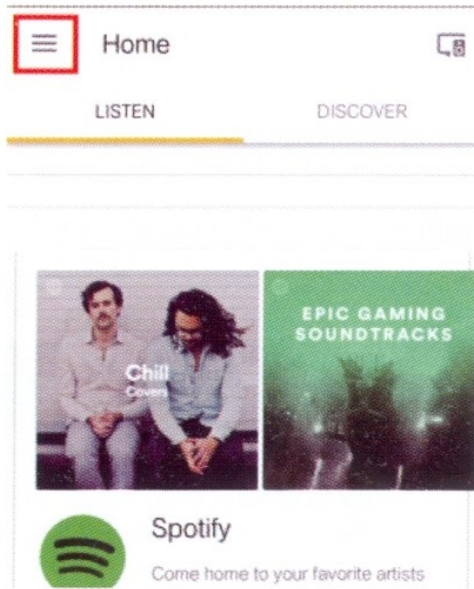 Home
LISTEN
DISCOVER
Chill
Covers
EPIC GAMING
SOUNDTRACKS
Spotify
Come home to your favorite artists